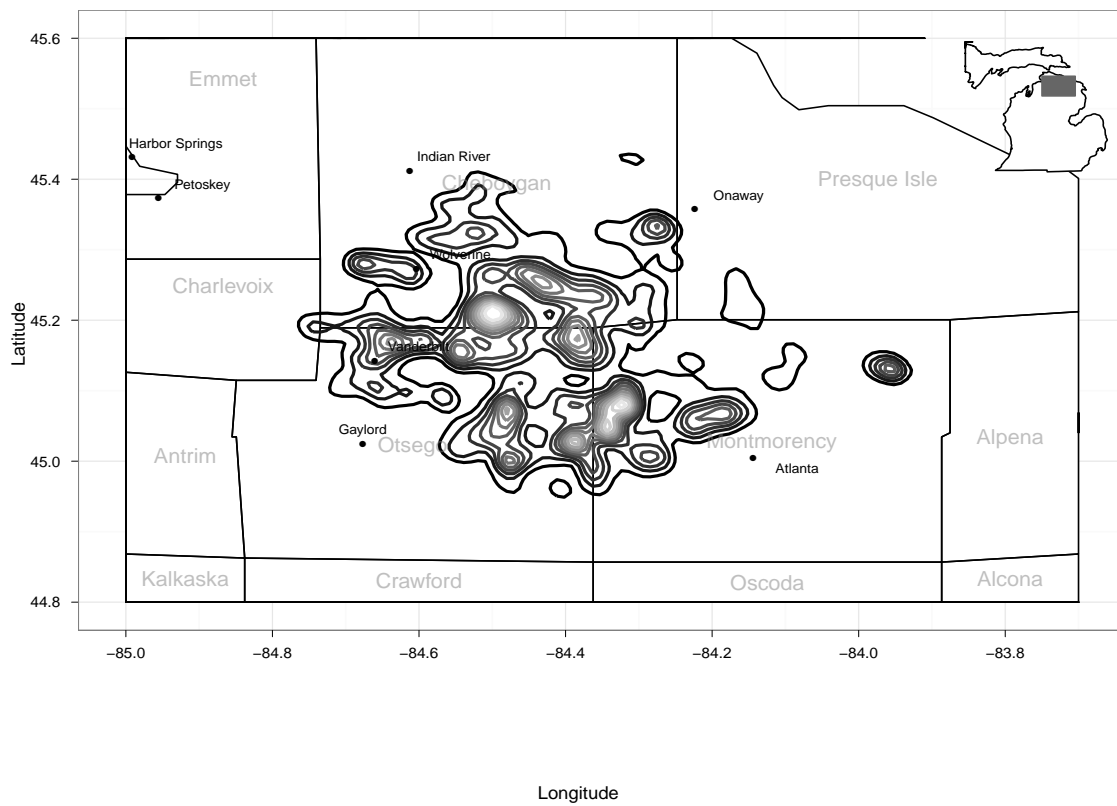 45.6
Emmet
Harbor Springs
Indian River
45.4
Petoskey
Cheboygan
Presque Isle
Onaway
Wolverine
Charlevoix
Latitude
45.2
Vanderbilt
Gaylord
Otsego
Montmorency
Alpena
Antrim
45.0
Atlanta
Kalkaska
Crawford
Oscoda
Alcona
44.8
−85.0
−84.8
−84.6
−84.4
−84.2
−84.0
−83.8
Longitude